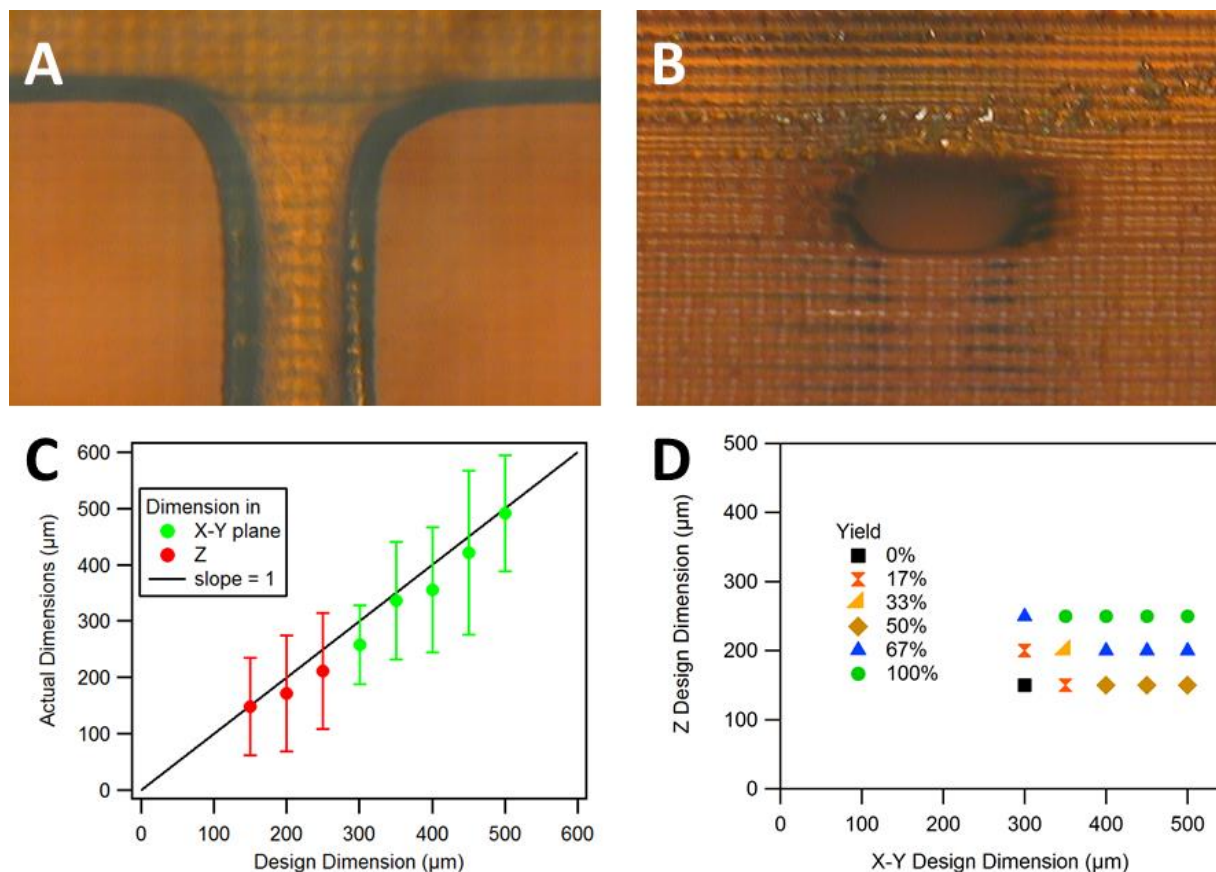 A
B
C
600
500
400
300
200
100
0
Actual Dimensions (µm)
Dimension in
X-Y plane
Z
slope = 1
0 100 200 300 400 500 600
Design Dimension (µm)
D
500
400
300
200
100
0
Z Design Dimension (µm)
Yield
0%
17%
33%
50%
67%
100%
0 100 200 300 400 500
X-Y Design Dimension (µm)